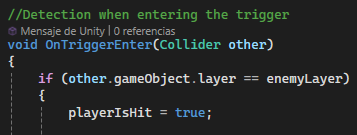 //Detection when entering the trigger
Mensaje de Unity | 0 referencias
void OnTriggerEnter(Collider other)
{
if (other.gameObject.layer == enemyLayer)
{
playerIsHit = true;